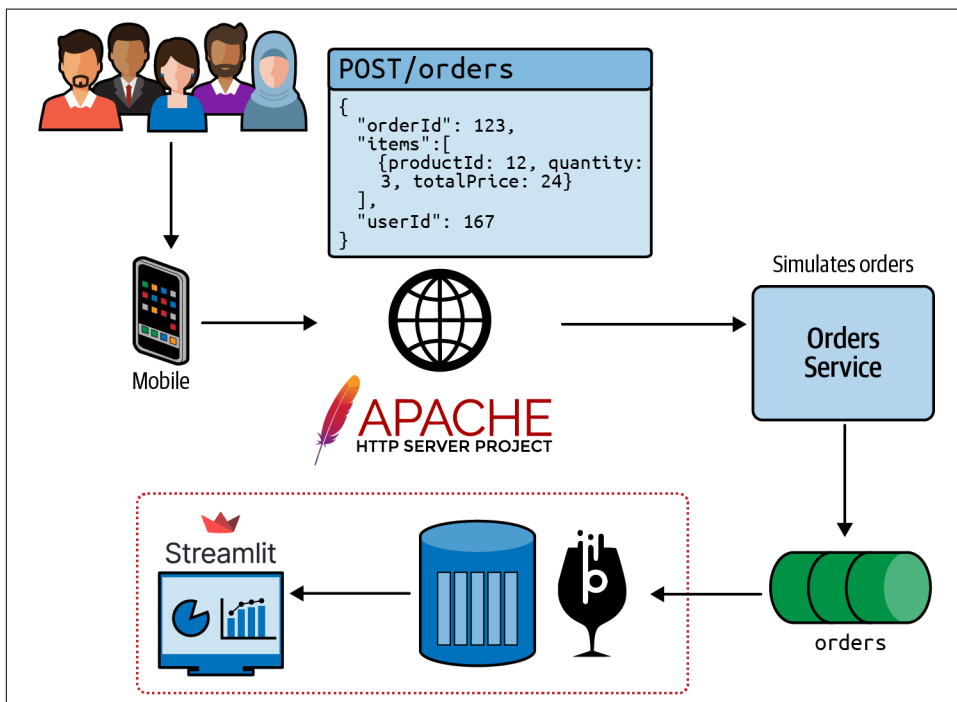 POST/orders
{
"orderId": 123,
"items":[
{productId: 12, quantity:
3, totalPrice: 24}
],
"userId": 167
}
Simulates orders
Orders
Service
Mobile
APACHE
HTTP SERVER PROJECT
Streamlit
p
orders